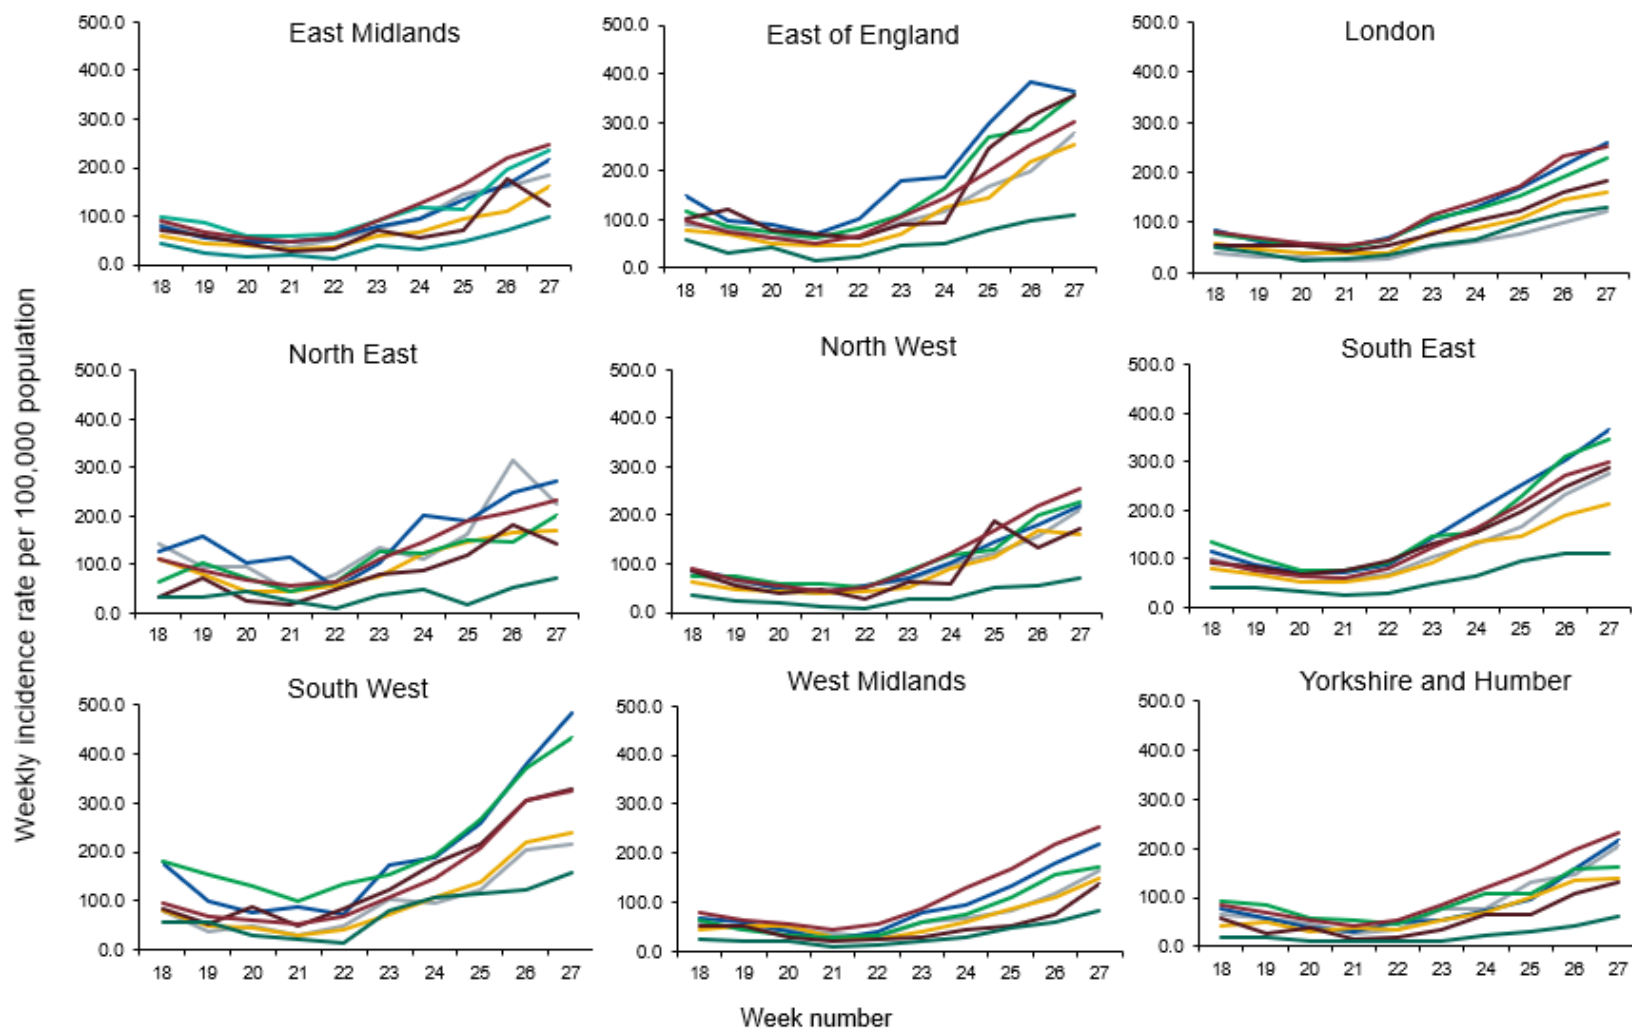 East Midlands
500.0
400.0
300.0
200.0
100.0
0.0
18 19 20 21 22 23 24 25 26 27
East of England
500.0
400.0
300.0
200.0
100.0
0.0
18 19 20 21 22 23 24 25 26 27
London
500.0
400.0
300.0
200.0
100.0
0.0
18 19 20 21 22 23 24 25 26 27
Weekly incidence rate per 100,000 population
North East
500.0
400.0
300.0
200.0
100.0
0.0
18 19 20 21 22 23 24 25 26 27
North West
500.0
400.0
300.0
200.0
100.0
0.0
18 19 20 21 22 23 24 25 26 27
South East
500.0
400.0
300.0
200.0
100.0
0.0
18 19 20 21 22 23 24 25 26 27
South West
500.0
400.0
300.0
200.0
100.0
0.0
18 19 20 21 22 23 24 25 26 27
West Midlands
500.0
400.0
300.0
200.0
100.0
0.0
18 19 20 21 22 23 24 25 26 27
Yorkshire and Humber
500.0
400.0
300.0
200.0
100.0
0.0
18 19 20 21 22 23 24 25 26 27
Week number